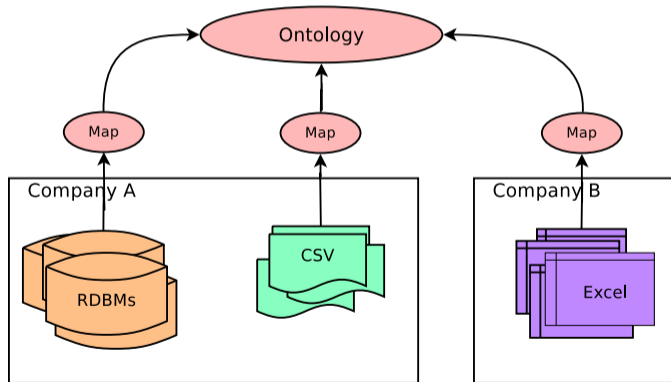 Ontology
Map
Map
Map
Company A
Company B
RDBMs
CSV
Excel